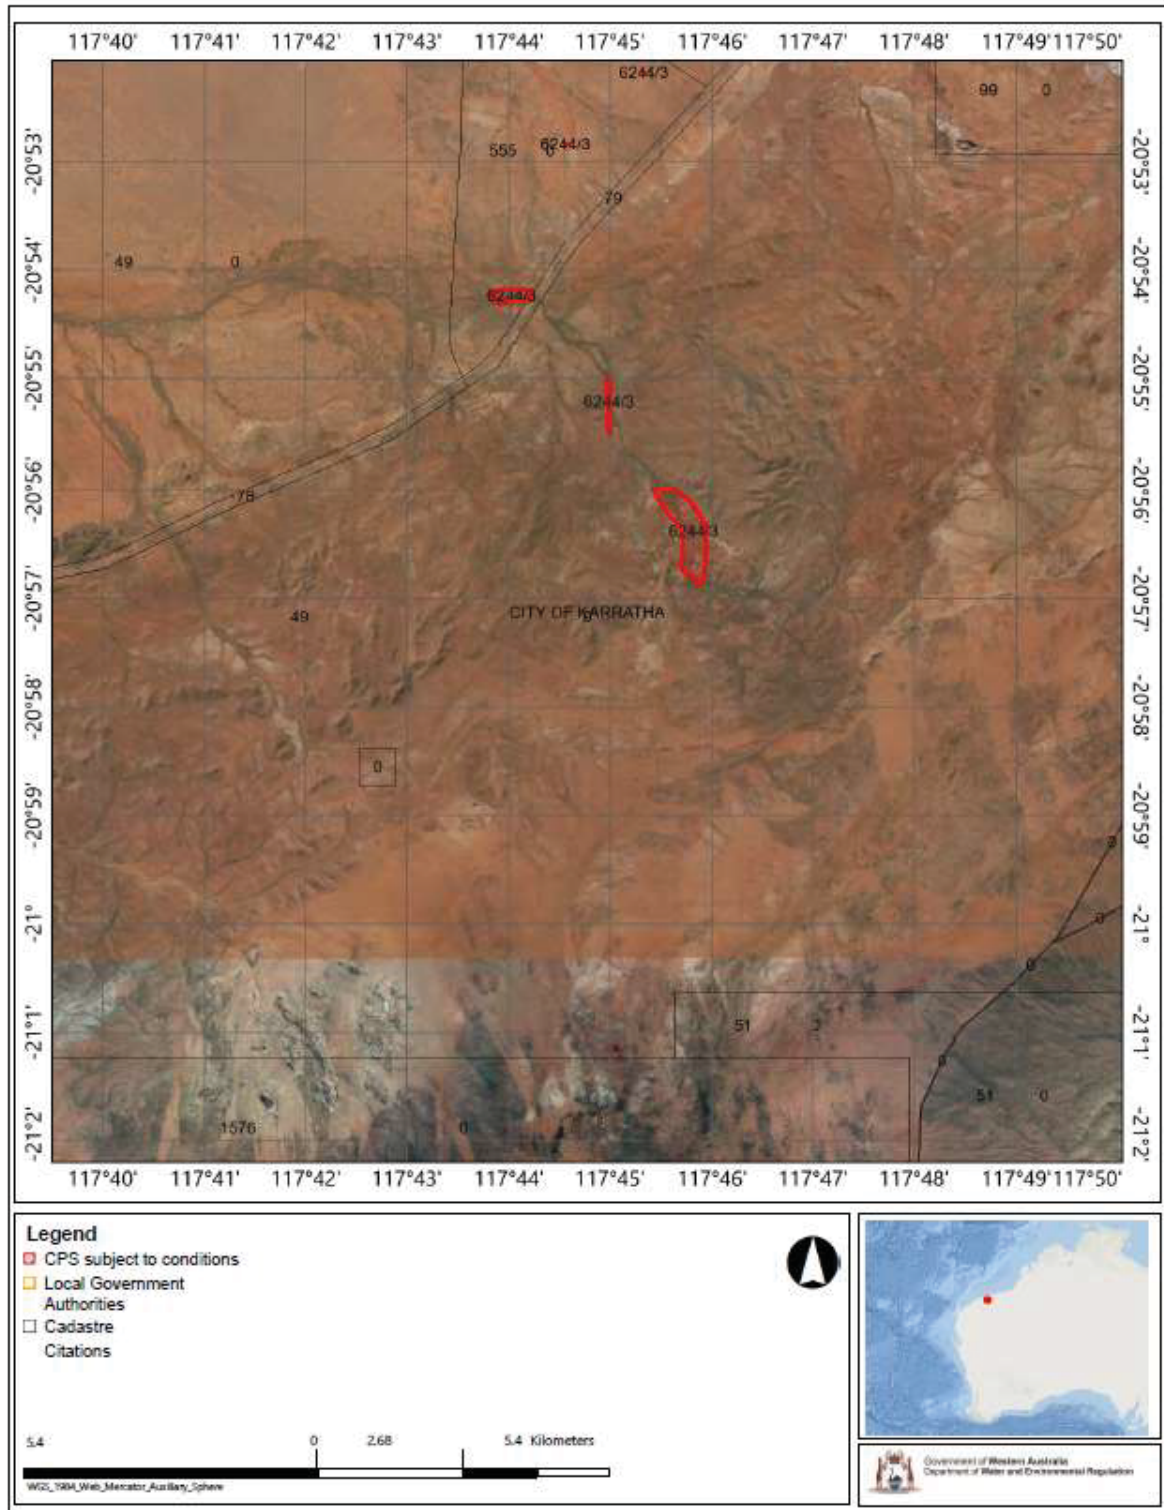 117°40' 117°41' 117°42' 117°43' 117°44' 117°45' 117°46' 117°47' 117°48' 117°49' 117°50'
6244/3
99 0
555 0 6244/3
-20°53' -20°53'
79
49 0
-20°54' -20°54'
6244/3
-20°55' -20°55'
6244/3
-20°56' -20°56'
78
6244/3
-20°57' -20°57'
49 CITY OF KARRATHA
-20°58' -20°58'
0
-20°59' -20°59'
3
-21° -21°
0
0
51 3
-21°1' -21°1'
0
51 0
1576 0
-21°2' -21°2'
117°40' 117°41' 117°42' 117°43' 117°44' 117°45' 117°46' 117°47' 117°48' 117°49' 117°50'
Legend
CPS subject to conditions
Local Government
Authorities
Cadastre
Citations
5.4 0 2.68 5.4 Kilometers
WGS_1984_Web_Mercator_Auxiliary_Sphere
Government of Western Australia
Department of Water and Environmental Regulation